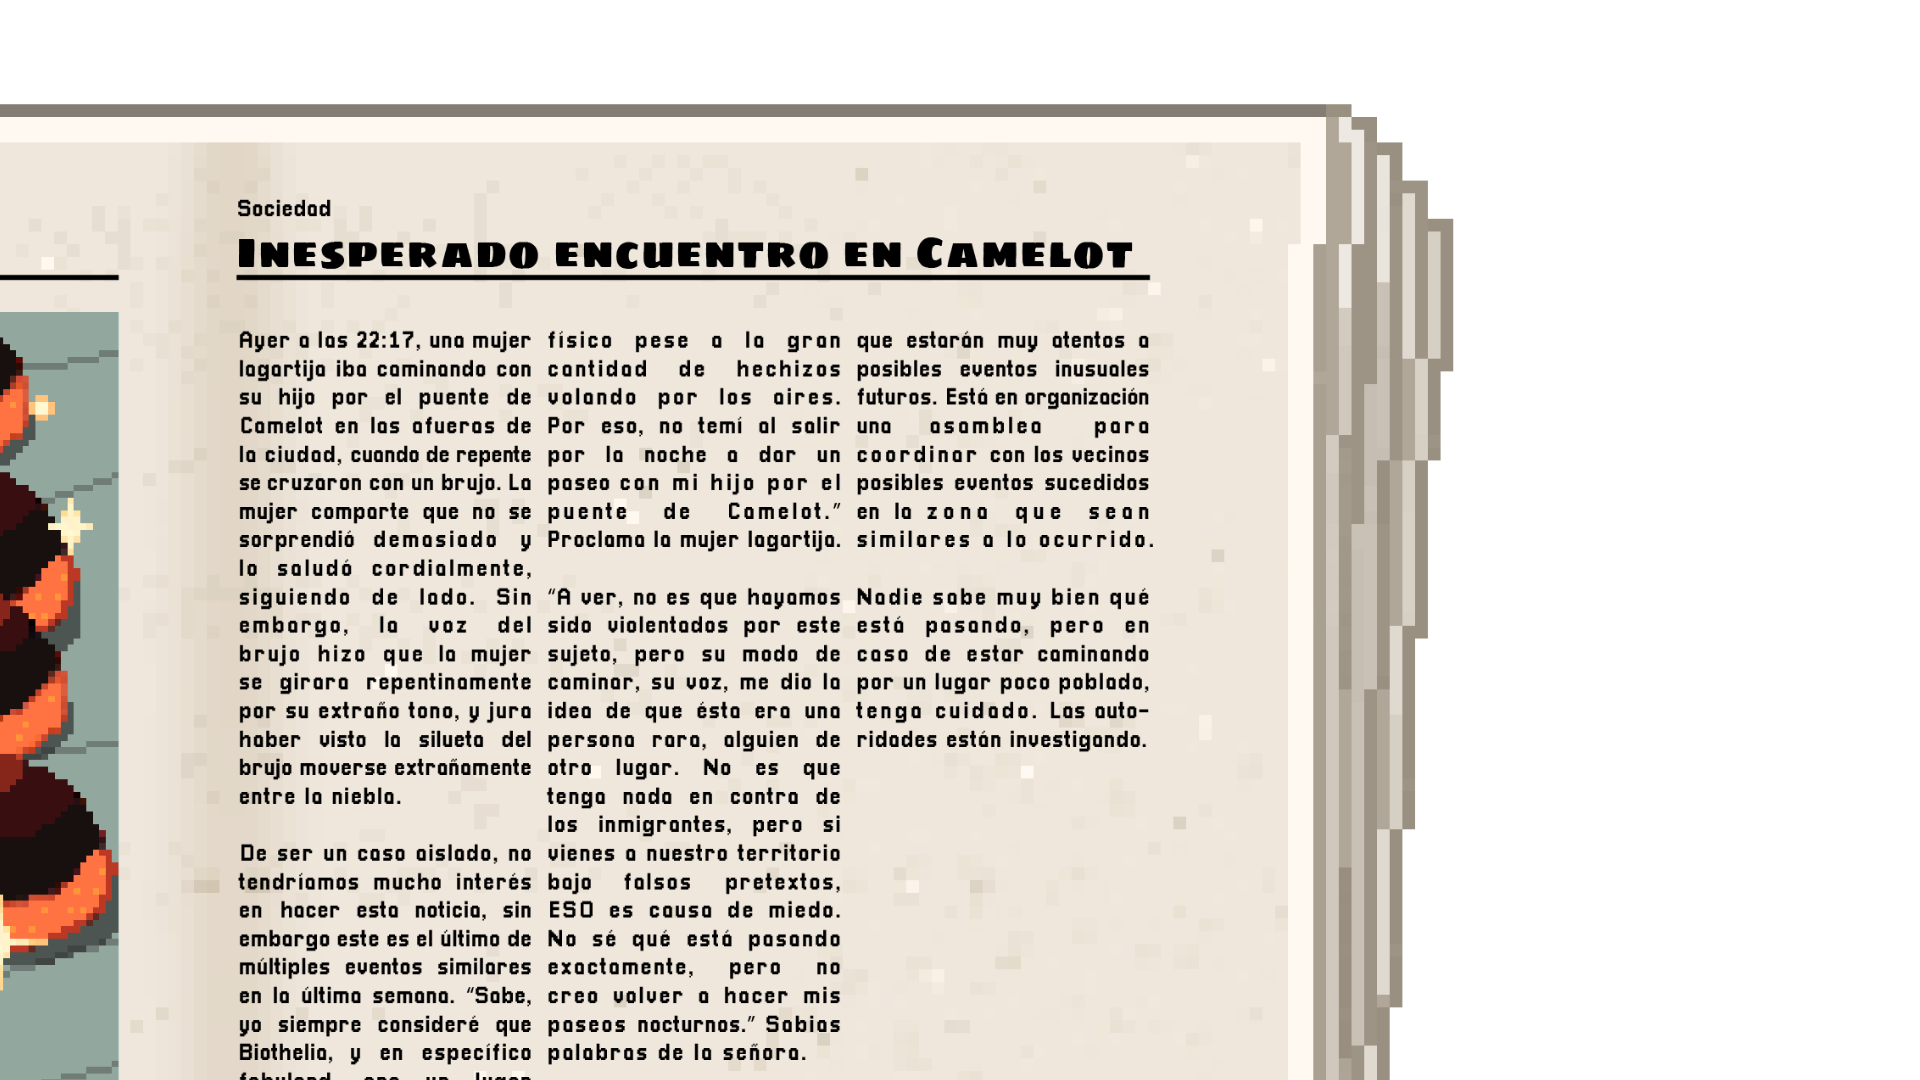 Sociedad
Inesperado encuentro en Camelot
Ayer a las 22:17, una mujer
lagartija iba caminando con
su hijo por el puente de
Camelot en las afueras de
la ciudad, cuando de repente
se cruzaron con un brujo. La
mujer comparte que no se
sorprendió demasiado y
lo saludó cordialmente,
siguiendo de lado. Sin
embargo, la voz del
brujo hizo que la mujer
se girara repentinamente
por su extraño tono, y jura
haber visto la silueta del
brujo moverse extrañamente
entre la niebla.
De ser un caso aislado, no
tendríamos mucho interés
en hacer esta noticia, sin
embargo este es el último de
múltiples eventos similares
en la última semana. "Sabe,
yo siempre consideré que
Biothelia, y en específico
físico pese a la gran
cantidad de hechizos
volando por los aires.
Por eso, no temí al salir
por la noche a dar un
paseo con mi hijo por el
puente de Camelot."
Proclama la mujer lagartija.
"A ver, no es que hayamos
sido violentados por este
sujeto, pero su modo de
caminar, su voz, me dio la
idea de que ésta era una
persona rara, alguien de
otro lugar. No es que
tenga nada en contra de
los inmigrantes, pero si
vienes a nuestro territorio
bajo falsos pretextos,
ESO es causa de miedo.
No sé qué está pasando
exactamente, pero no
creo volver a hacer mis
paseos nocturnos." Sabias
palabras de la señora.
que estarán muy atentos a
posibles eventos inusuales
futuros. Está en organización
una asamblea para
coordinar con los vecinos
posibles eventos sucedidos
en la zona que sean
similares a lo ocurrido.
Nadie sabe muy bien qué
está pasando, pero en
caso de estar caminando
por un lugar poco poblado,
tenga cuidado. Las auto-
ridades están investigando.